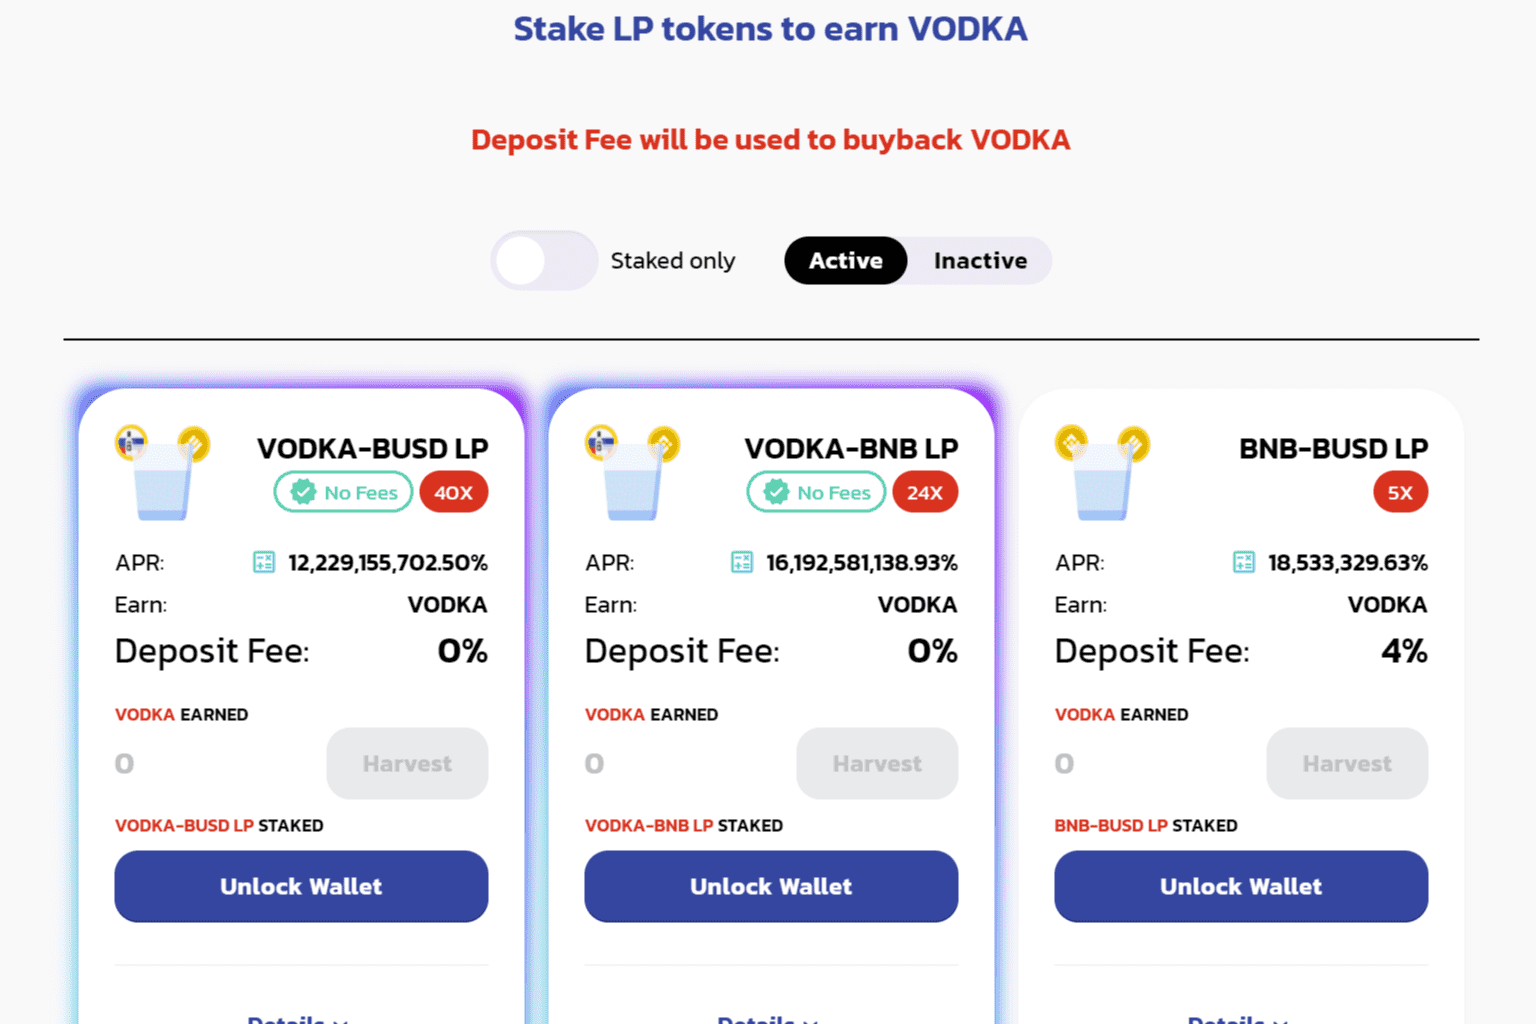 Stake LP tokens to earn VODKA
Deposit Fee will be used to buyback VODKA
Staked only
Active Inactive
VODKA-BUSD LP
No Fees 40X
APR: 12,229,155,702.50%
Earn: VODKA
Deposit Fee: 0%
VODKA EARNED
0 Harvest
VODKA-BUSD LP STAKED
Unlock Wallet
Details
VODKA-BNB LP
No Fees 24X
APR: 16,192,581,138.93%
Earn: VODKA
Deposit Fee: 0%
VODKA EARNED
0 Harvest
VODKA-BNB LP STAKED
Unlock Wallet
Details
BNB-BUSD LP
5X
APR: 18,533,329.63%
Earn: VODKA
Deposit Fee: 4%
VODKA EARNED
0 Harvest
BNB-BUSD LP STAKED
Unlock Wallet
Details